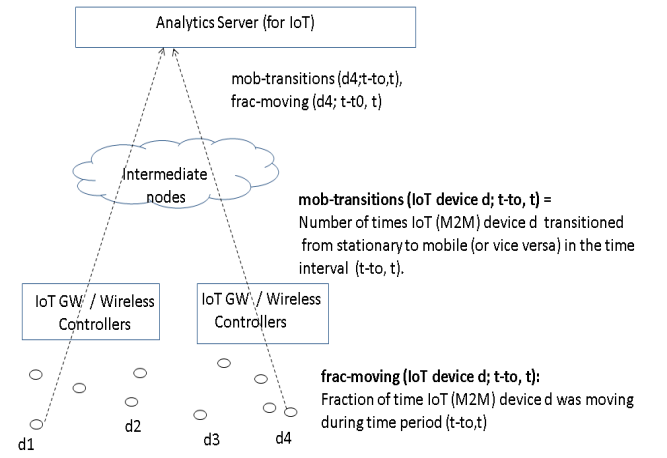 Analytics Server (for IoT)
mob-transitions (d4;t-to,t),
frac-moving (d4; t-t0, t)
Intermediate
nodes
mob-transitions (IoT device d; t-to, t) =
Number of times IoT (M2M) device d transitioned
from stationary to mobile (or vice versa) in the time
interval (t-to, t).
IoT GW / Wireless
Controllers
IoT GW / Wireless
Controllers
frac-moving (IoT device d; t-to, t):
Fraction of time IoT (M2M) device d was moving
during time period (t-to,t)
d1
d2
d3
d4